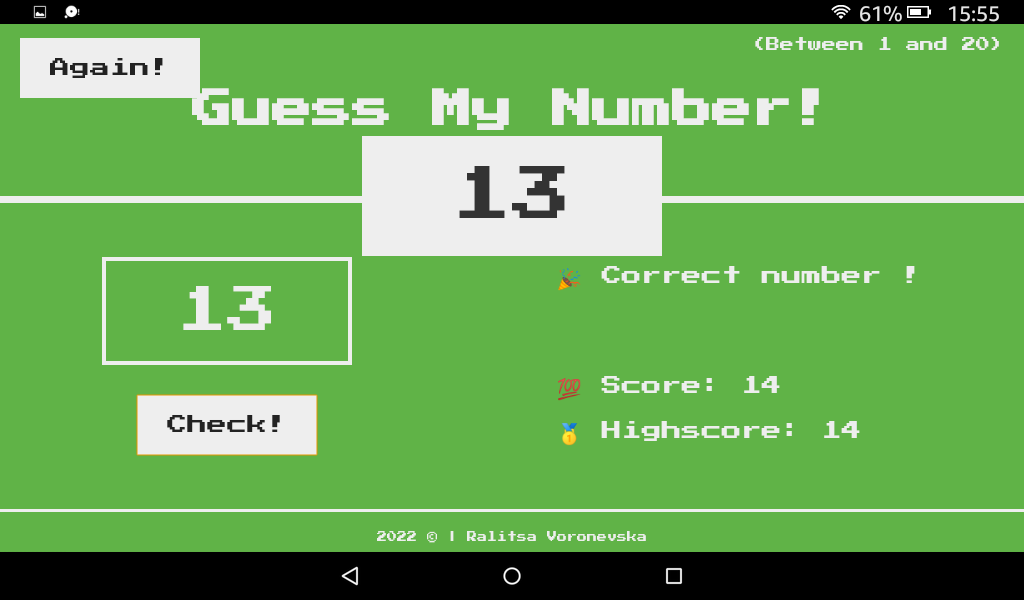 61% 15:55
(Between 1 and 20)
Again!
Guess My Number!
13
13
🎉 Correct number !
Check!
💯 Score: 14
🥇 Highscore: 14
2022 © | Ralitsa Voronevska